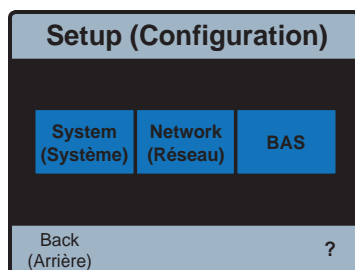 Setup (Configuration)
System
(Système)
Network
(Réseau)
BAS
Back
(Arrière)
?